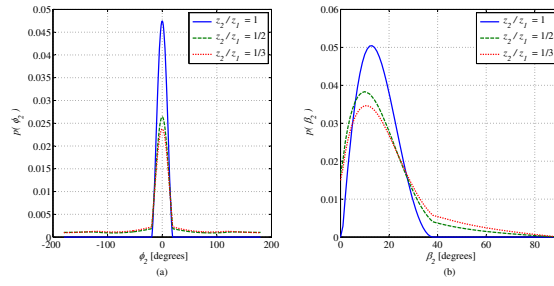 0.05
0.045
0.04
0.035
0.03
0.025
0.02
0.015
0.01
0.005
0
p( ϕ2)
-200 -100 0 100 200
ϕ2 [degrees]
z2/z1 = 1
z2/z1 = 1/2
z2/z1 = 1/3
(a)
0.06
0.05
0.04
0.03
0.02
0.01
0
p( β2)
0 20 40 60 80
β2 [degrees]
z2/z1 = 1
z2/z1 = 1/2
z2/z1 = 1/3
(b)